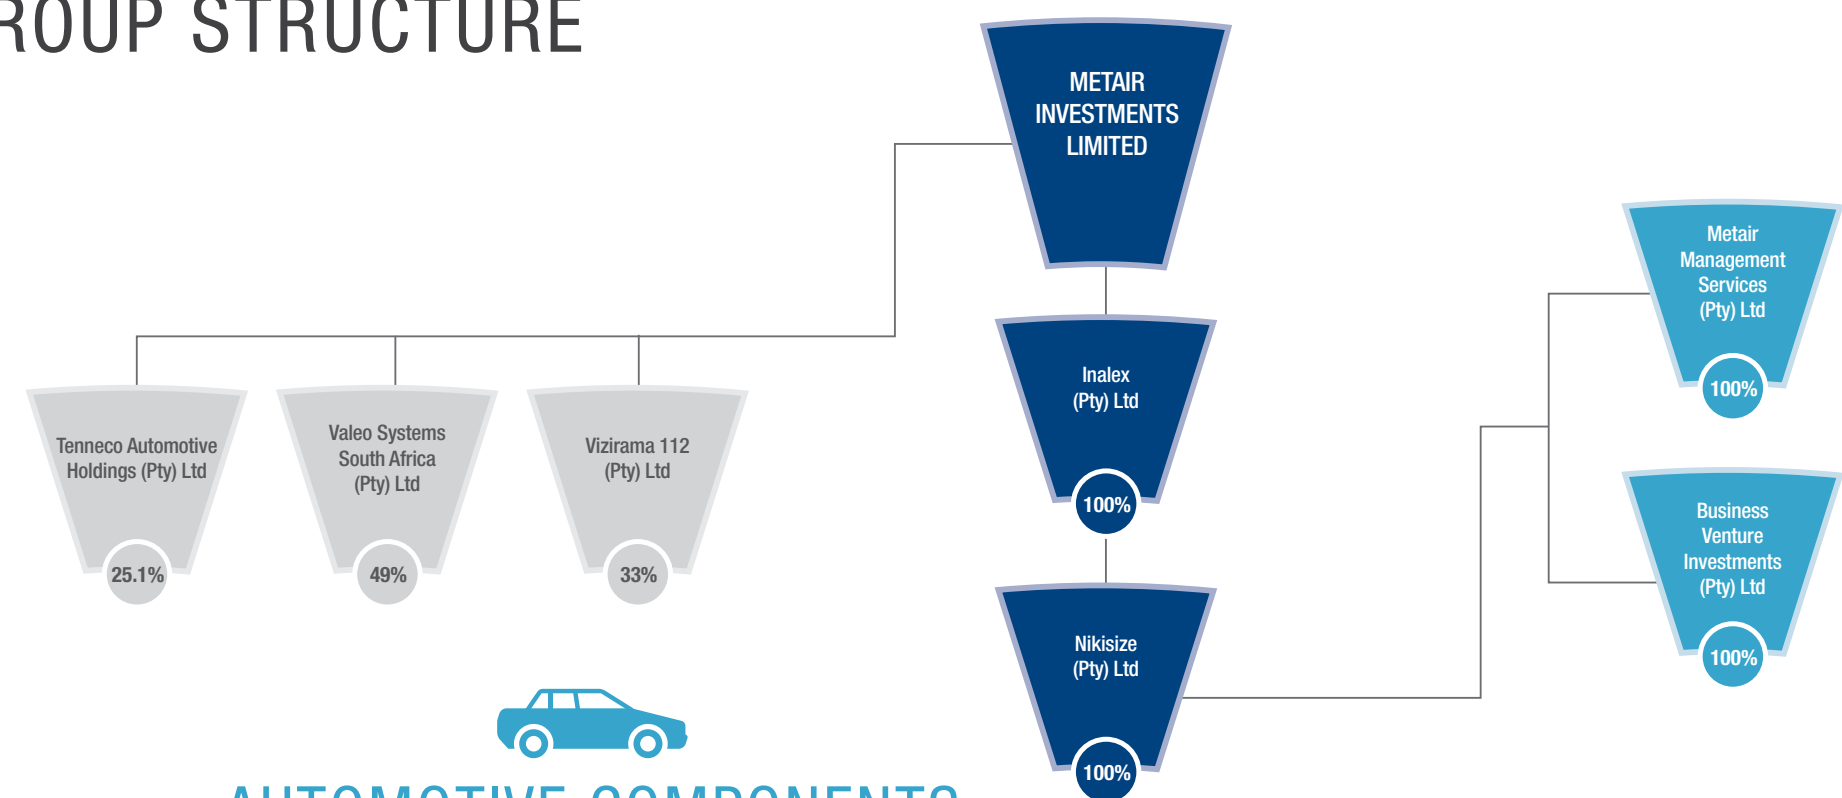 ROUP STRUCTURE
METAIR
INVESTMENTS
LIMITED
Metair
Management
Services
(Pty) Ltd
100%
Inalex
(Pty) Ltd
100%
Tenneco Automotive
Holdings (Pty) Ltd
25.1%
Valeo Systems
South Africa
(Pty) Ltd
49%
Vizirama 112
(Pty) Ltd
33%
Business
Venture
Investments
(Pty) Ltd
100%
Nikisize
(Pty) Ltd
100%
AUTOMOTIVE COMPONENTS